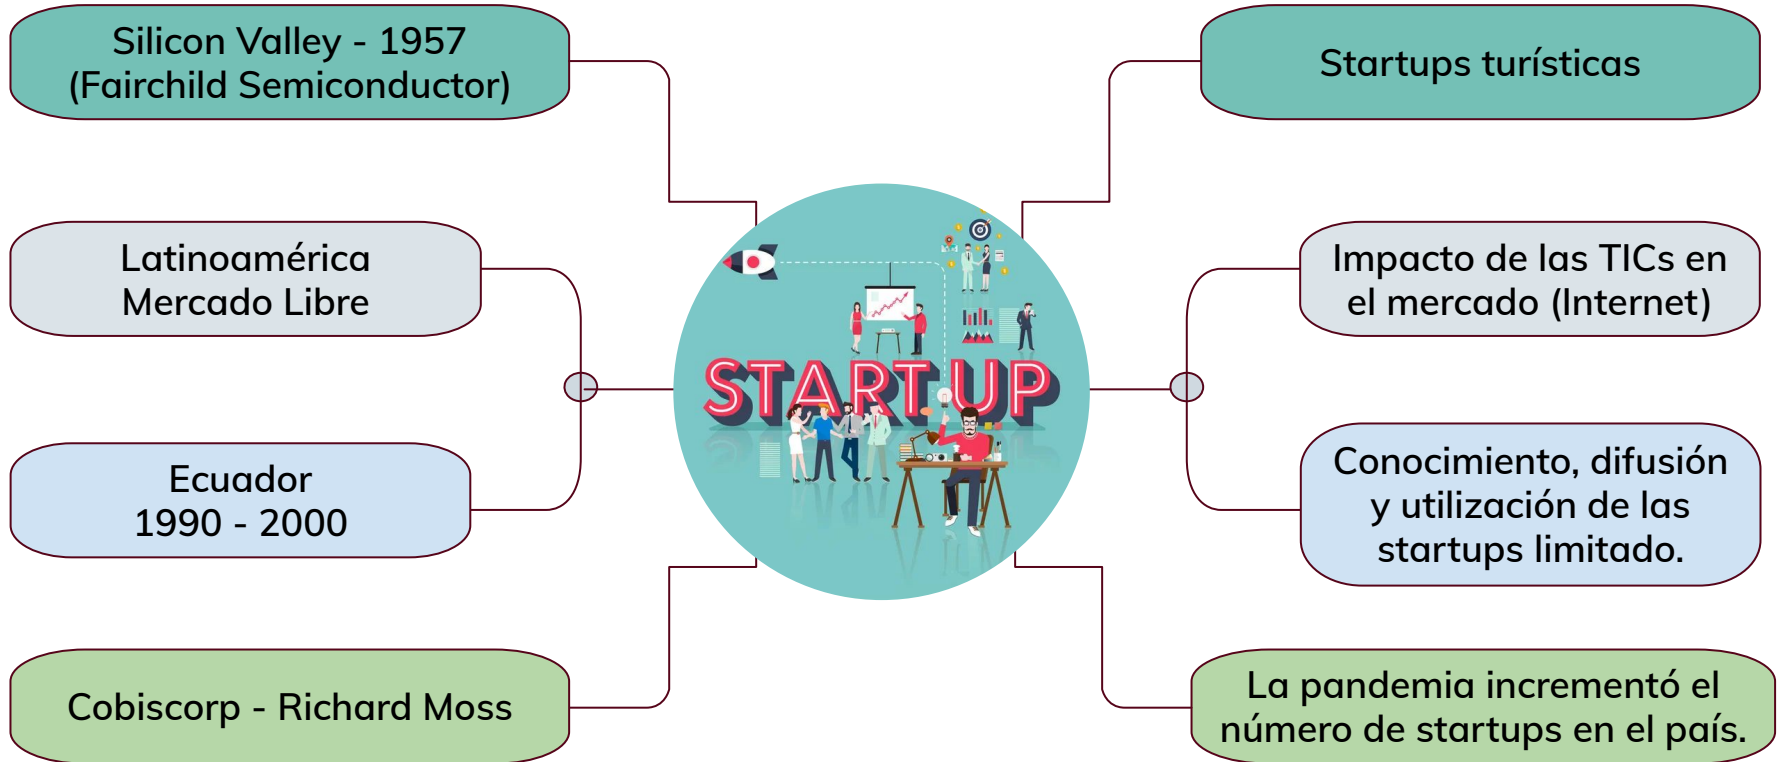 Silicon Valley - 1957
(Fairchild Semiconductor)
Latinoamérica
Mercado Libre
Ecuador
1990 - 2000
Cobiscorp - Richard Moss
START UP
Startups turísticas
Impacto de las TICs en
el mercado (Internet)
Conocimiento, difusión
y utilización de las
startups limitado.
La pandemia incrementó el
número de startups en el país.